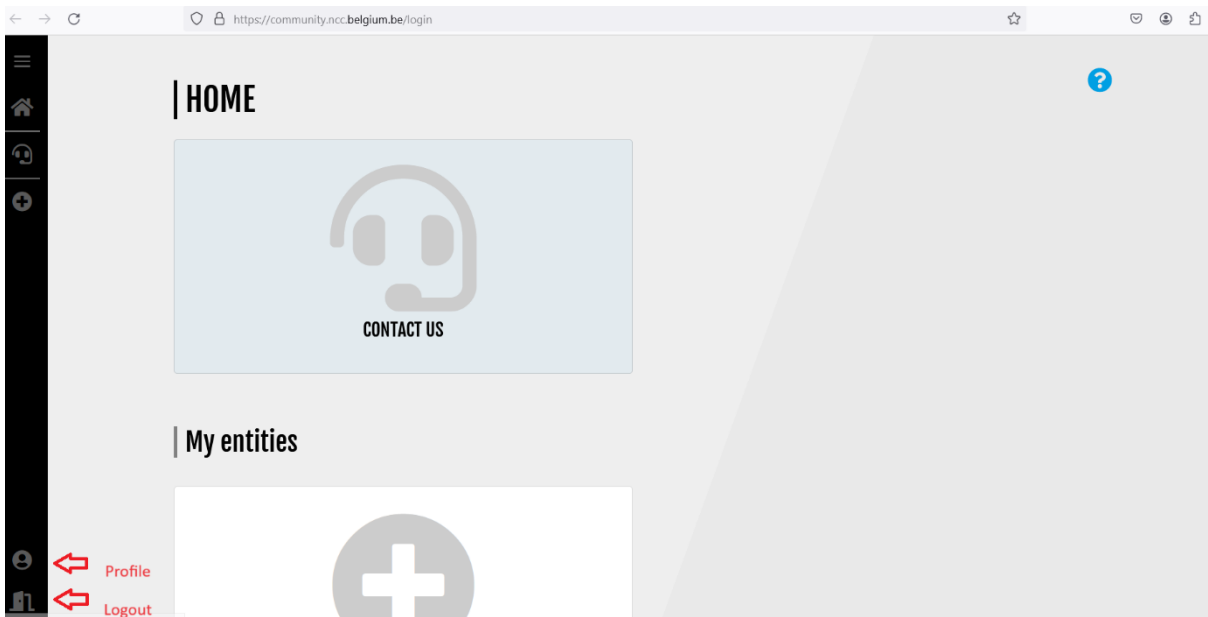 https://community.ncc.belgium.be/login
HOME
CONTACT US
My entities
Profile
Logout